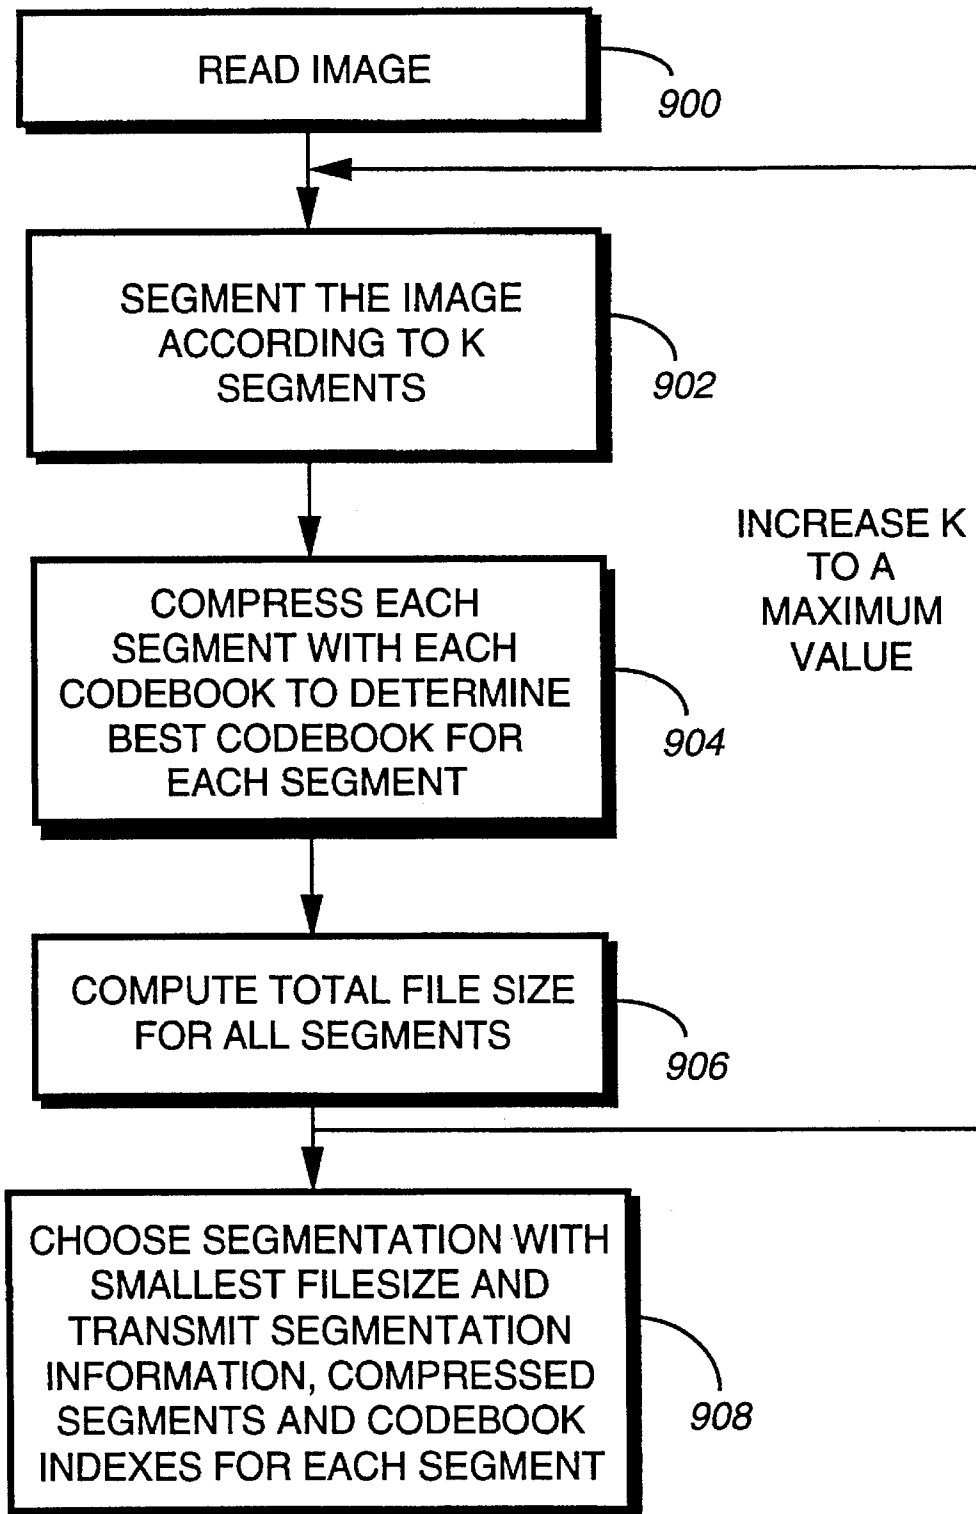 READ IMAGE
900
SEGMENT THE IMAGE
ACCORDING TO K
SEGMENTS
902
INCREASE K
TO A
MAXIMUM
VALUE
COMPRESS EACH
SEGMENT WITH EACH
CODEBOOK TO DETERMINE
BEST CODEBOOK FOR
EACH SEGMENT
904
COMPUTE TOTAL FILE SIZE
FOR ALL SEGMENTS
906
CHOOSE SEGMENTATION WITH
SMALLEST FILESIZE AND
TRANSMIT SEGMENTATION
INFORMATION, COMPRESSED
SEGMENTS AND CODEBOOK
INDEXES FOR EACH SEGMENT
908